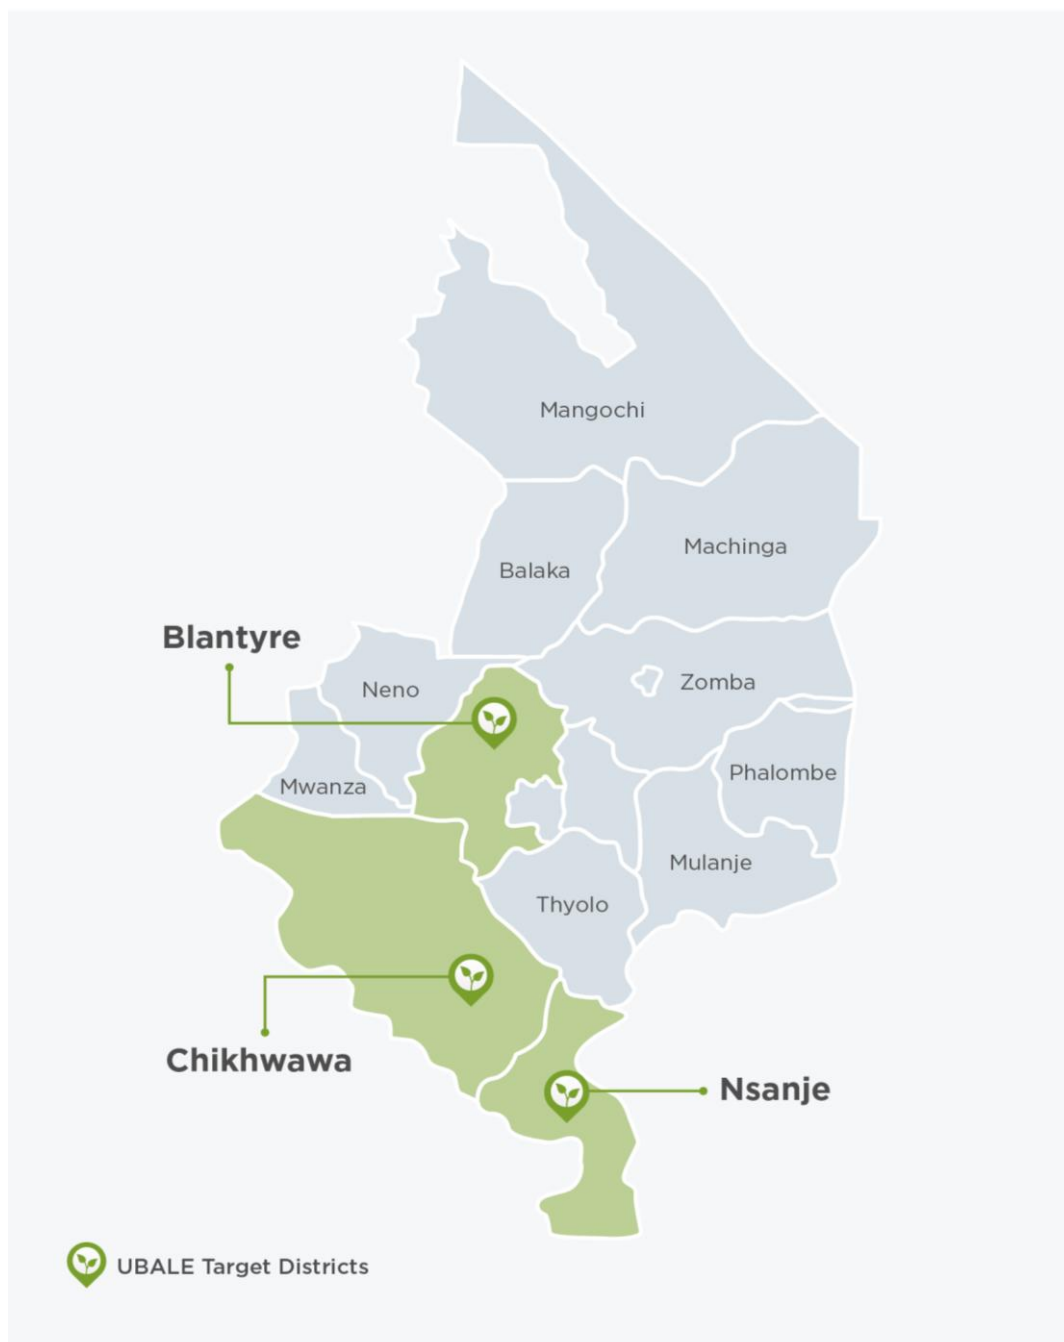 Mangochi
Machinga
Balaka
Blantyre
Zomba
Neno
Phalombe
Mwanza
Mulanje
Thyolo
Chikhwawa
Nsanje
UBALE Target Districts